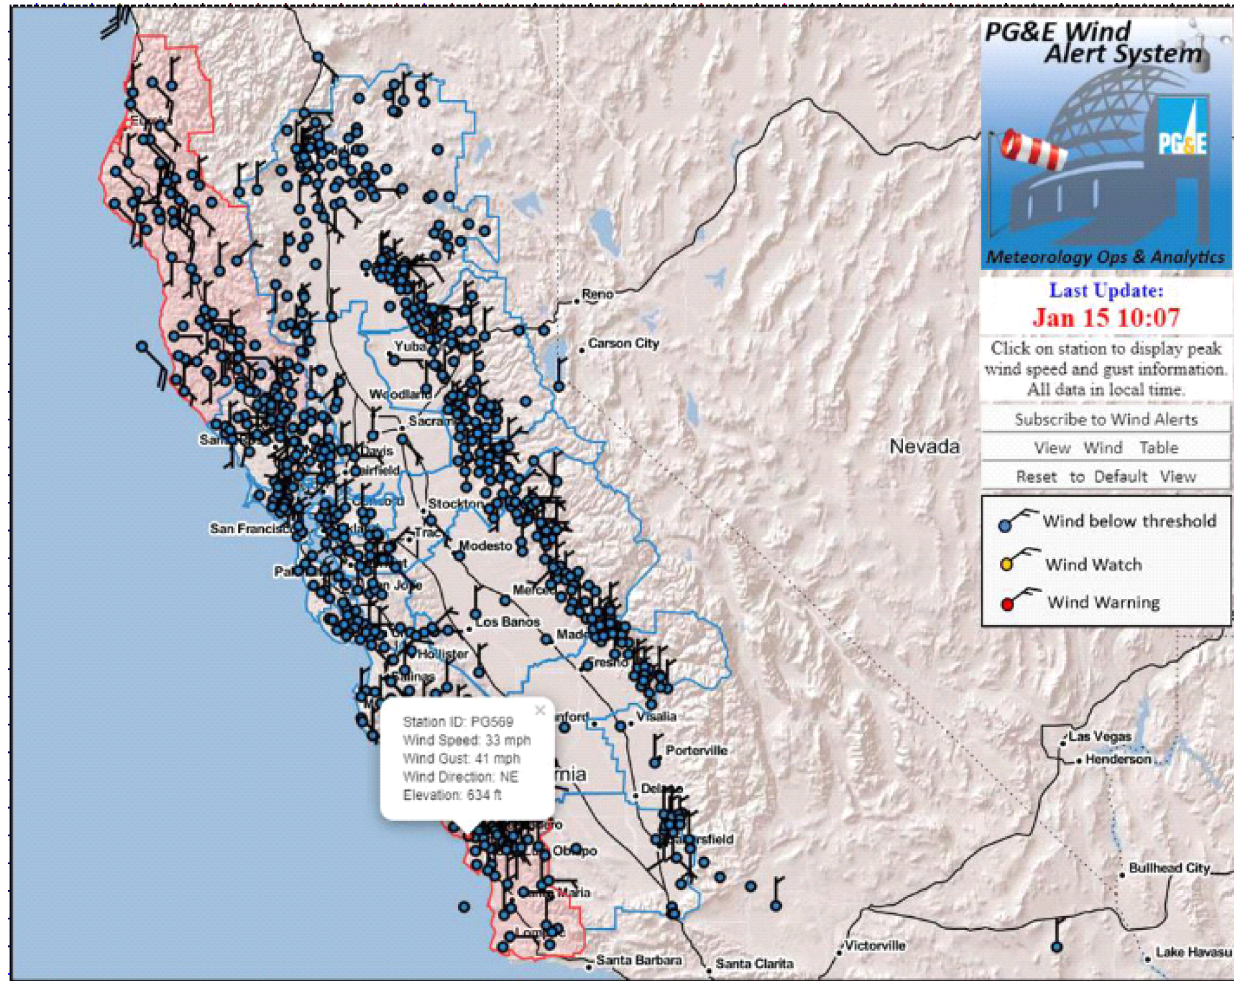 PG&E Wind
Alert System
PG&E
Meteorology Ops & Analytics
Last Update:
Jan 15 10:07
Click on station to display peak
wind speed and gust information.
All data in local time.
Subscribe to Wind Alerts
View Wind Table
Reset to Default View
Wind below threshold
Wind Watch
Wind Warning
Reno
Carson City
Yuba
Woodland
Sacram
Nevada
Davis
Stockton
San Francisco
Modesto
Los Banos
Hollister
Fresno
Visalia
Porterville
Station ID: PG569
Wind Speed: 33 mph
Wind Gust: 41 mph
Wind Direction: NE
Elevation: 634 ft
×
Las Vegas
Henderson
Bullhead City
Lake Havasu
Victorville
Santa Clarita
Santa Barbara